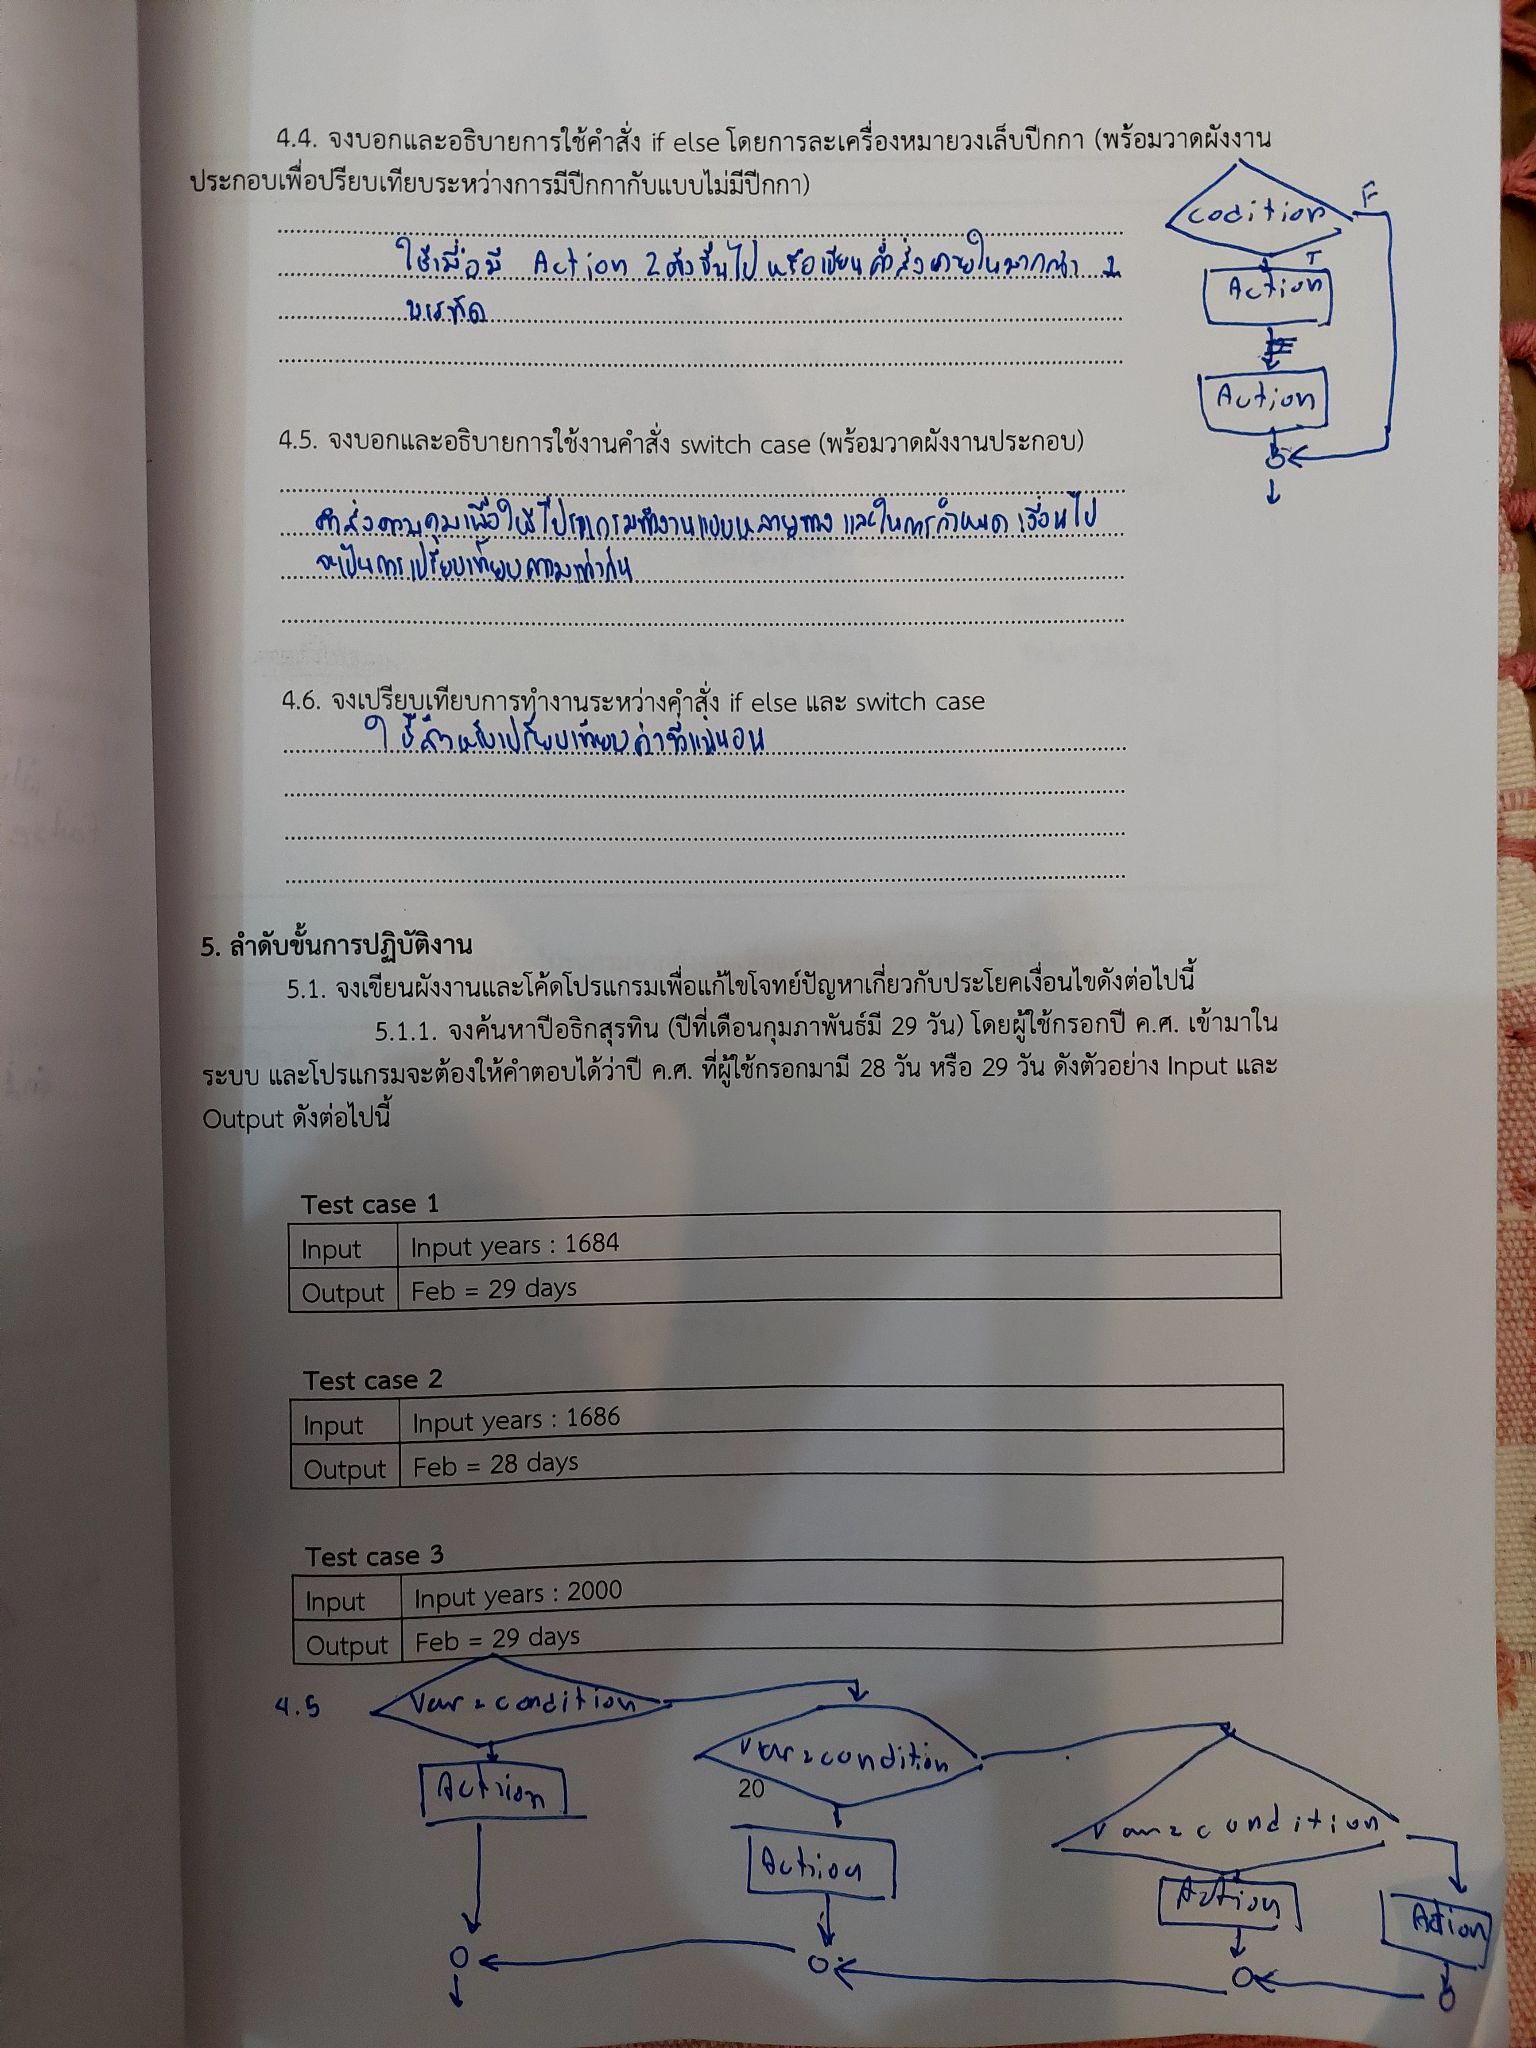 4.4. จงบอกและอธิบายการใช้คำสั่ง if else โดยการละเครื่องหมายวงเล็บปีกกา (พร้อมวาดผังงาน
ประกอบเพื่อปรียบเทียบระหว่างการมีปีกกากับแบบไม่มีปีกกา)
ใช้เมื่อมี Action 2 ตัวขึ้นไป หรือเขียนคำสั่งภายในมากกว่า 1
บรรทัด
codition F
T
Action
Action
4.5. จงบอกและอธิบายการใช้งานคำสั่ง switch case (พร้อมวาดผังงานประกอบ)
คำสั่งควบคุมเพื่อให้โปรแกรมทำงานแบบหลายทาง และในการกำหนดเงื่อนไข
จะเป็นการเปรียบเทียบความเท่ากัน
4.6. จงเปรียบเทียบการทำงานระหว่างคำสั่ง if else และ switch case
ใช้สำหรับเปรียบเทียบค่าที่แน่นอน
5. ลำดับขั้นการปฏิบัติงาน
5.1. จงเขียนผังงานและโค้ดโปรแกรมเพื่อแก้ไขโจทย์ปัญหาเกี่ยวกับประโยคเงื่อนไขดังต่อไปนี้
5.1.1. จงค้นหาปีอธิกสุรทิน (ปีที่เดือนกุมภาพันธ์มี 29 วัน) โดยผู้ใช้กรอกปี ค.ศ. เข้ามาใน
ระบบ และโปรแกรมจะต้องให้คำตอบได้ว่าปี ค.ศ. ที่ผู้ใช้กรอกมามี 28 วัน หรือ 29 วัน ดังตัวอย่าง Input และ
Output ดังต่อไปนี้
Test case 1
Input Input years : 1684
Output Feb = 29 days
Test case 2
Input Input years : 1686
Output Feb = 28 days
Test case 3
Input Input years : 2000
Output Feb = 29 days
4.5 var = condition
var = condition
var = condition
Action
20
Action
Action
Action